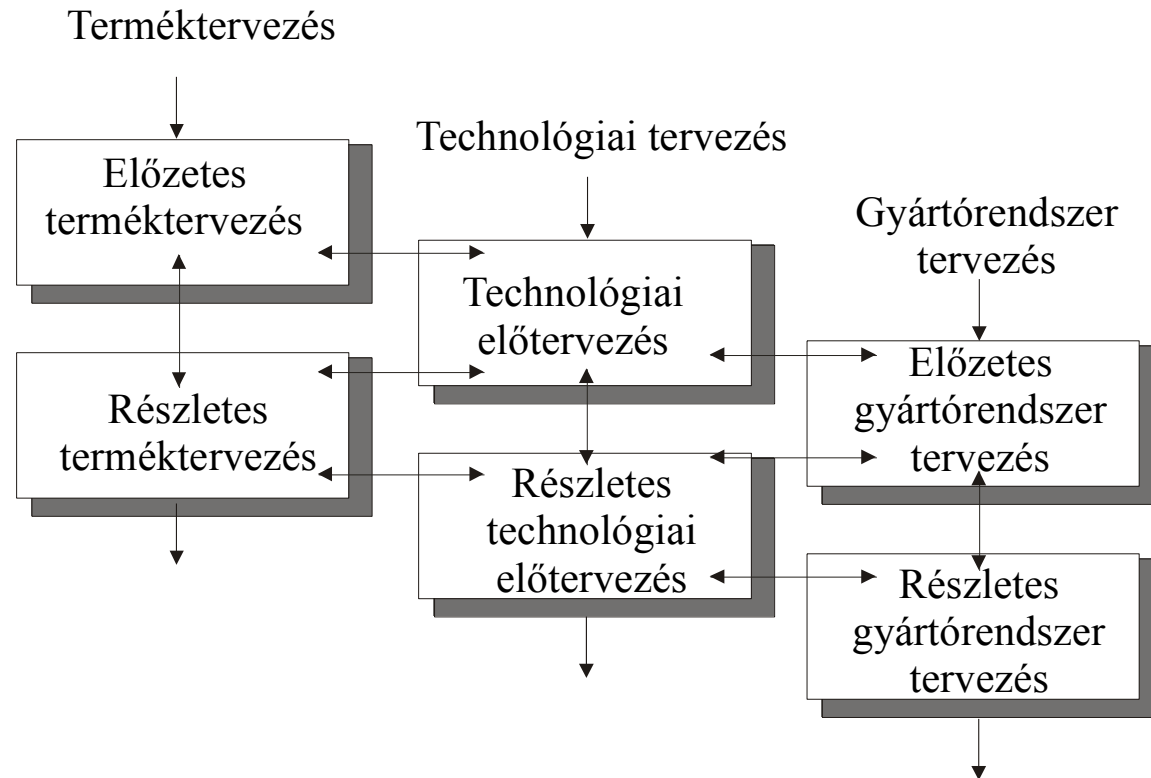 Terméktervezés
Előzetes
terméktervezés
Részletes
terméktervezés
Technológiai tervezés
Technológiai
előtervezés
Részletes
technológiai
előtervezés
Gyártórendszer
tervezés
Előzetes
gyártórendszer
tervezés
Részletes
gyártórendszer
tervezés